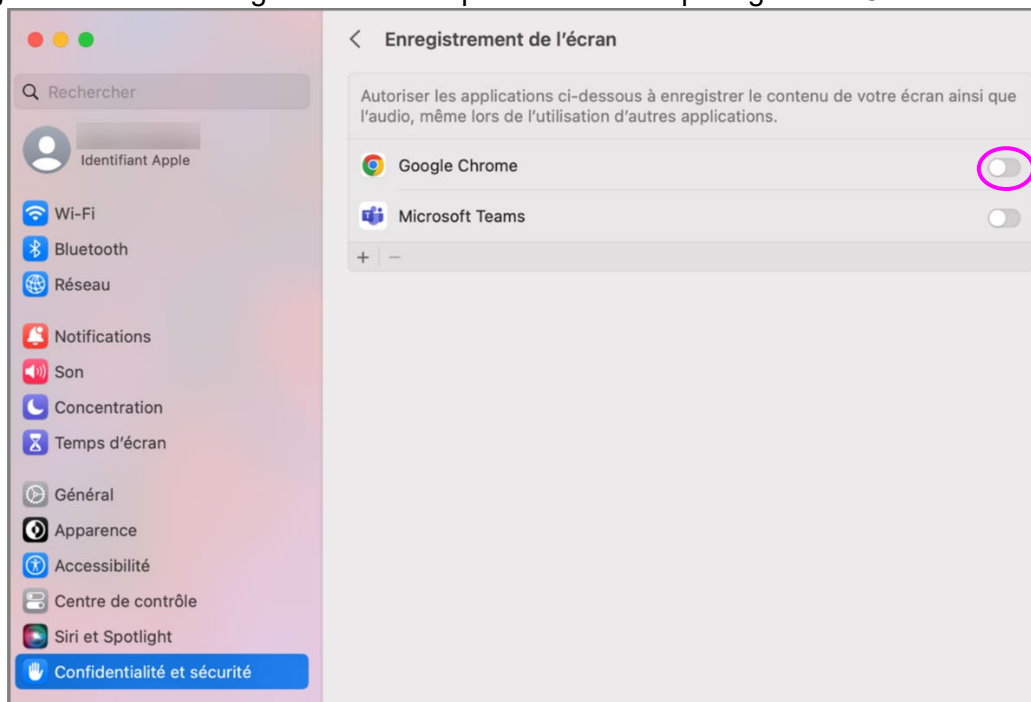 Enregistrement de l’écran
Rechercher
Autoriser les applications ci-dessous à enregistrer le contenu de votre écran ainsi que
l’audio, même lors de l’utilisation d’autres applications.
Identifiant Apple
Google Chrome
Microsoft Teams
+ −
Wi-Fi
Bluetooth
Réseau
Notifications
Son
Concentration
Temps d’écran
Général
Apparence
Accessibilité
Centre de contrôle
Siri et Spotlight
Confidentialité et sécurité